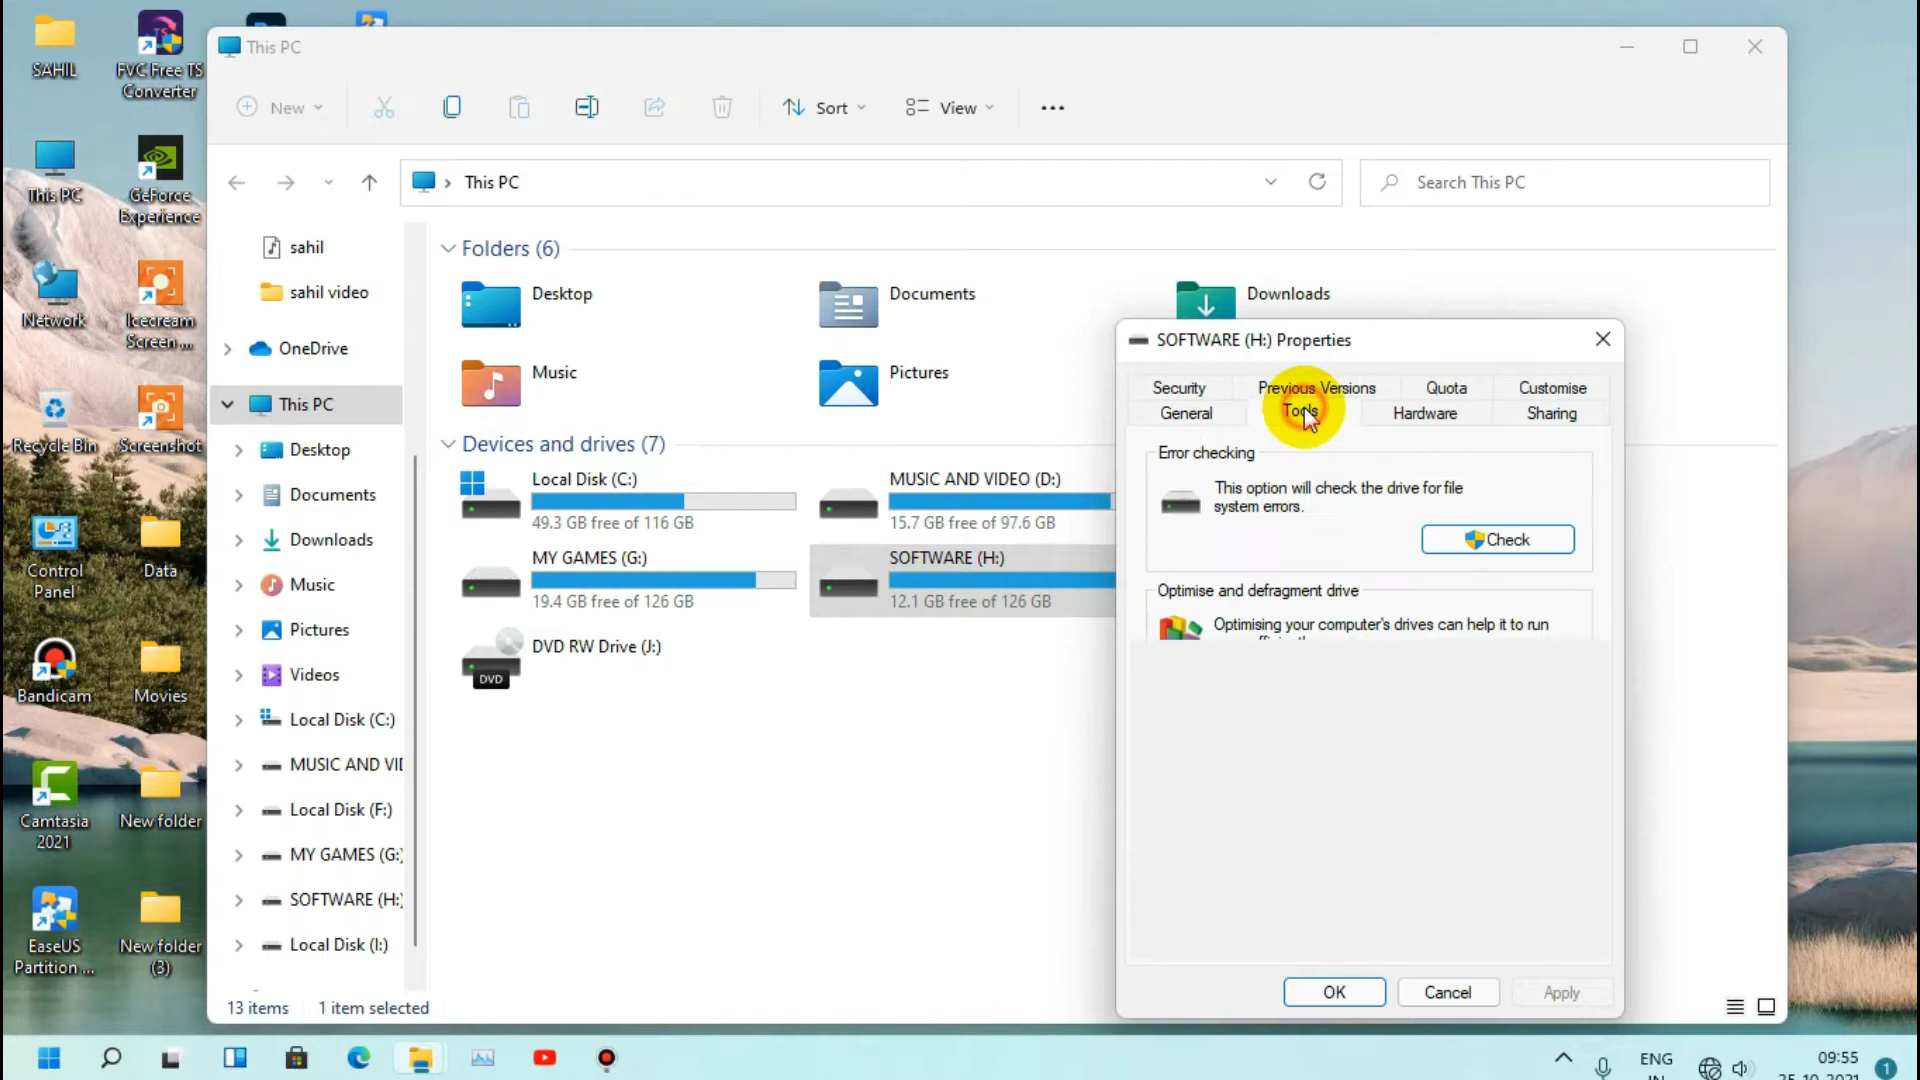 SAHIL
FVC Free TS
Converter
This PC
GeForce
Experience
Network
Icecream
Screen ...
Recycle Bin
Screenshot
Control
Panel
Data
Bandicam
Movies
Camtasia
2021
New folder
EaseUS
Partition ...
New folder
(3)
This PC
New
Sort
View
This PC
Search This PC
sahil
sahil video
OneDrive
This PC
Desktop
Documents
Downloads
Music
Pictures
Videos
Local Disk (C:)
MUSIC AND VI
Local Disk (F:)
MY GAMES (G:)
SOFTWARE (H:)
Local Disk (I:)
Folders (6)
Desktop
Documents
Downloads
Music
Pictures
Devices and drives (7)
Local Disk (C:)
49.3 GB free of 116 GB
MUSIC AND VIDEO (D:)
15.7 GB free of 97.6 GB
MY GAMES (G:)
19.4 GB free of 126 GB
SOFTWARE (H:)
12.1 GB free of 126 GB
DVD RW Drive (J:)
DVD
SOFTWARE (H:) Properties
Security
Previous Versions
Quota
Customise
General
Tools
Hardware
Sharing
Error checking
This option will check the drive for file
system errors.
Check
Optimise and defragment drive
Optimising your computer's drives can help it to run
OK
Cancel
Apply
13 items
1 item selected
ENG
IN
09:55
25-10-2021
1